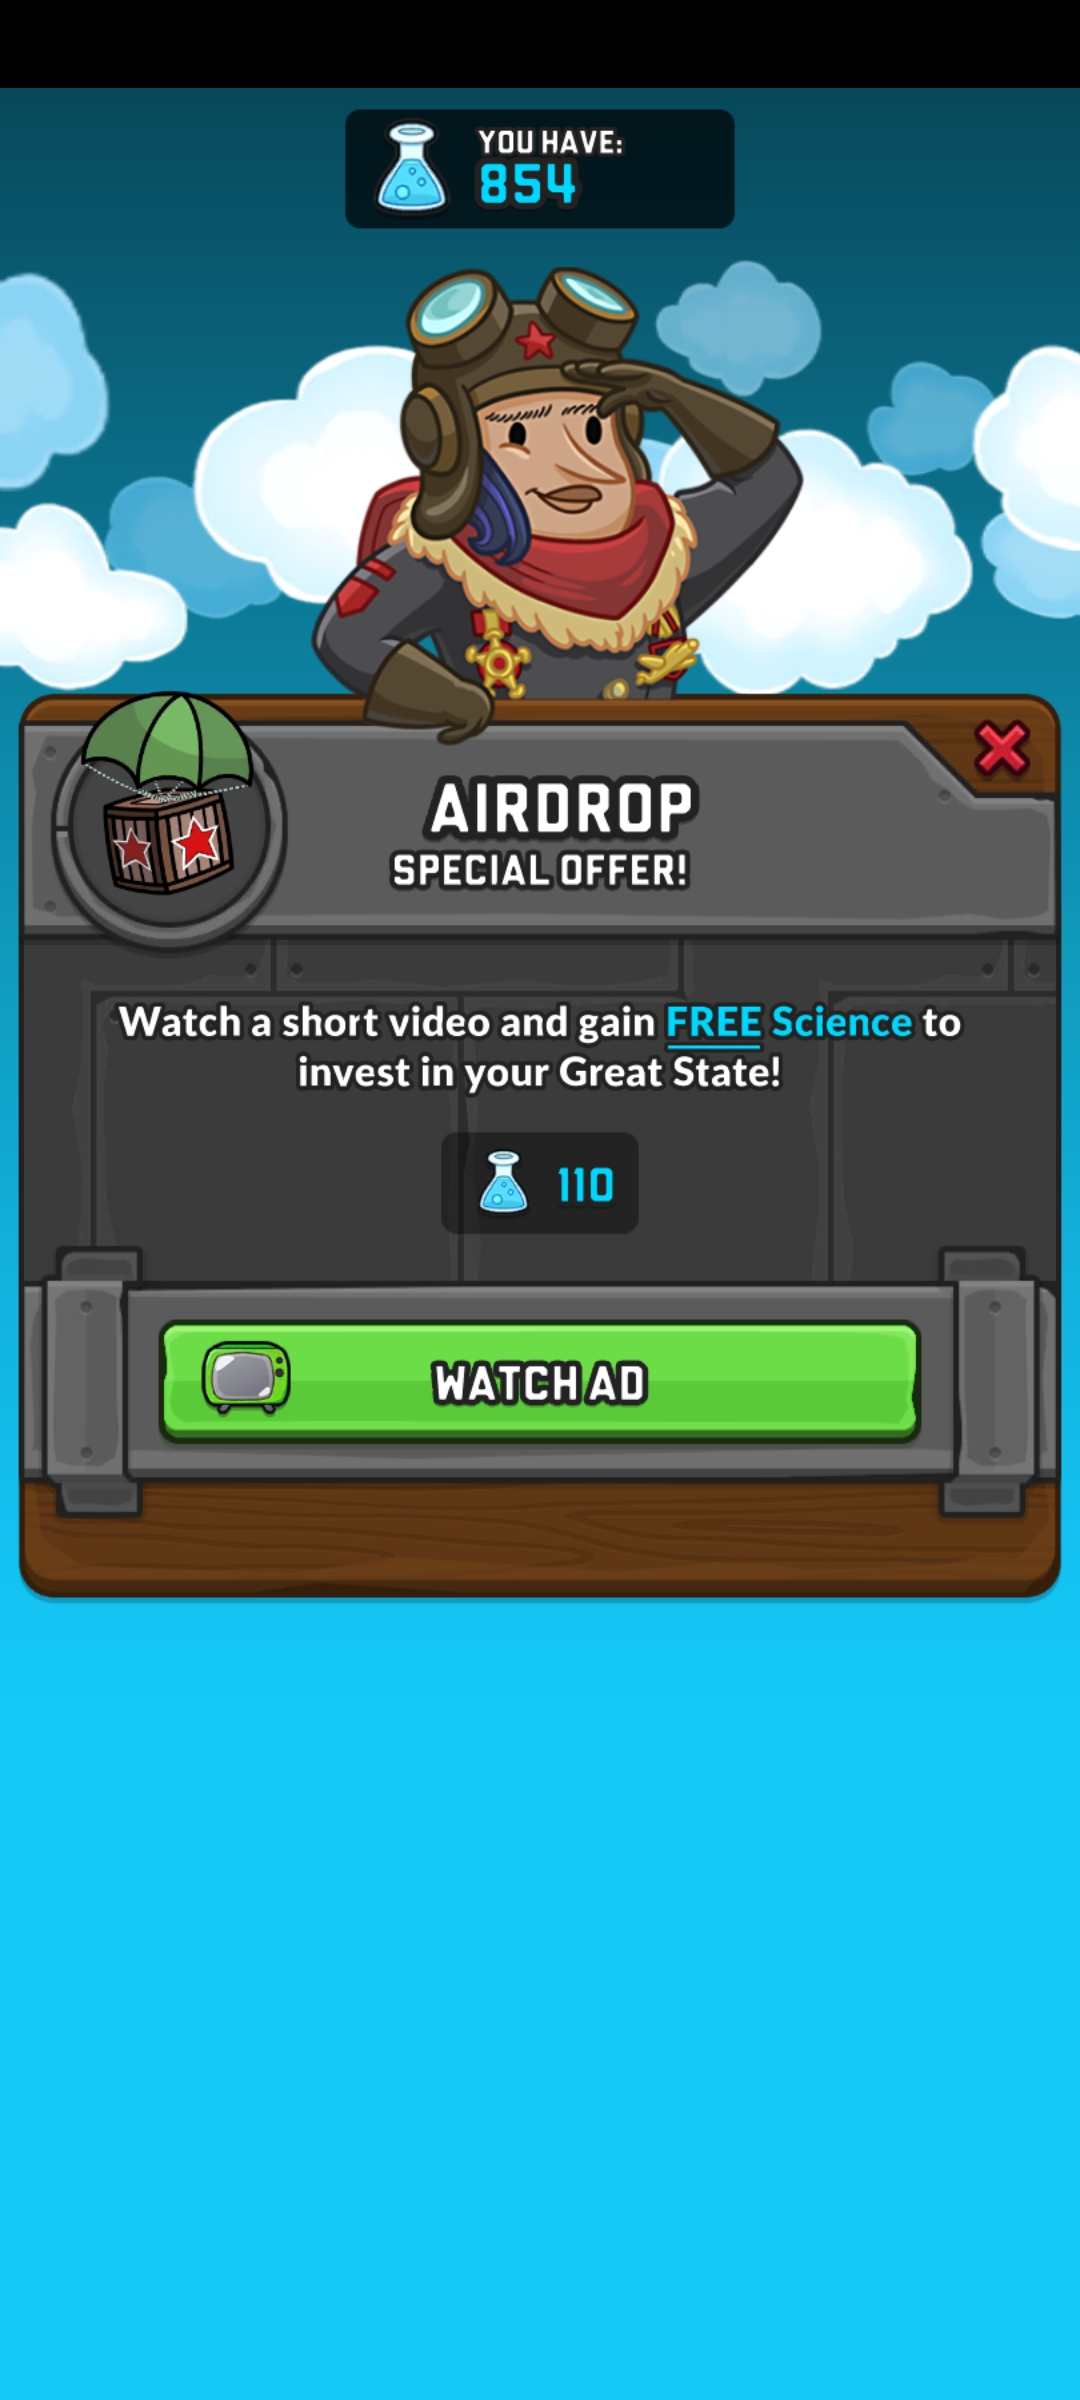 YOU HAVE:
854
AIRDROP
SPECIAL OFFER!
Watch a short video and gain FREE Science to
invest in your Great State!
110
WATCH AD